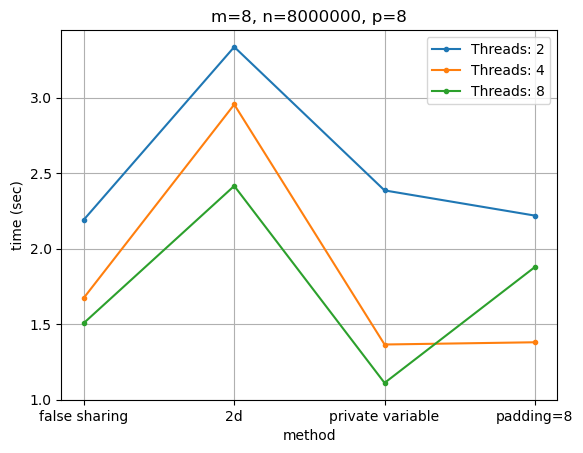 m=8, n=8000000, p=8
Threads: 2
Threads: 4
Threads: 8
3.0
2.5
2.0
1.5
1.0
time (sec)
false sharing 2d private variable padding=8
method